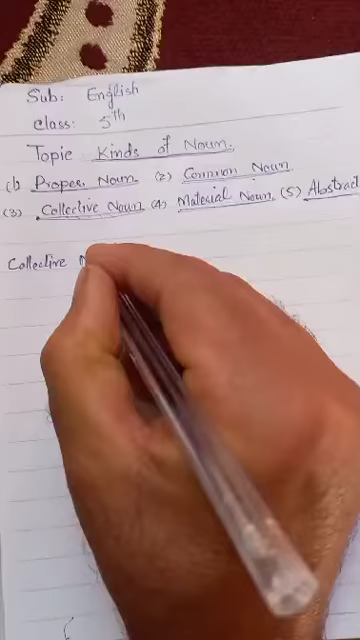 Sub: English
Class: 5th
Topic Kinds of Noun.
(1) Proper Noun (2) Common Noun
(3) Collective Noun (4) Material Noun (5) Abstract
Collective N